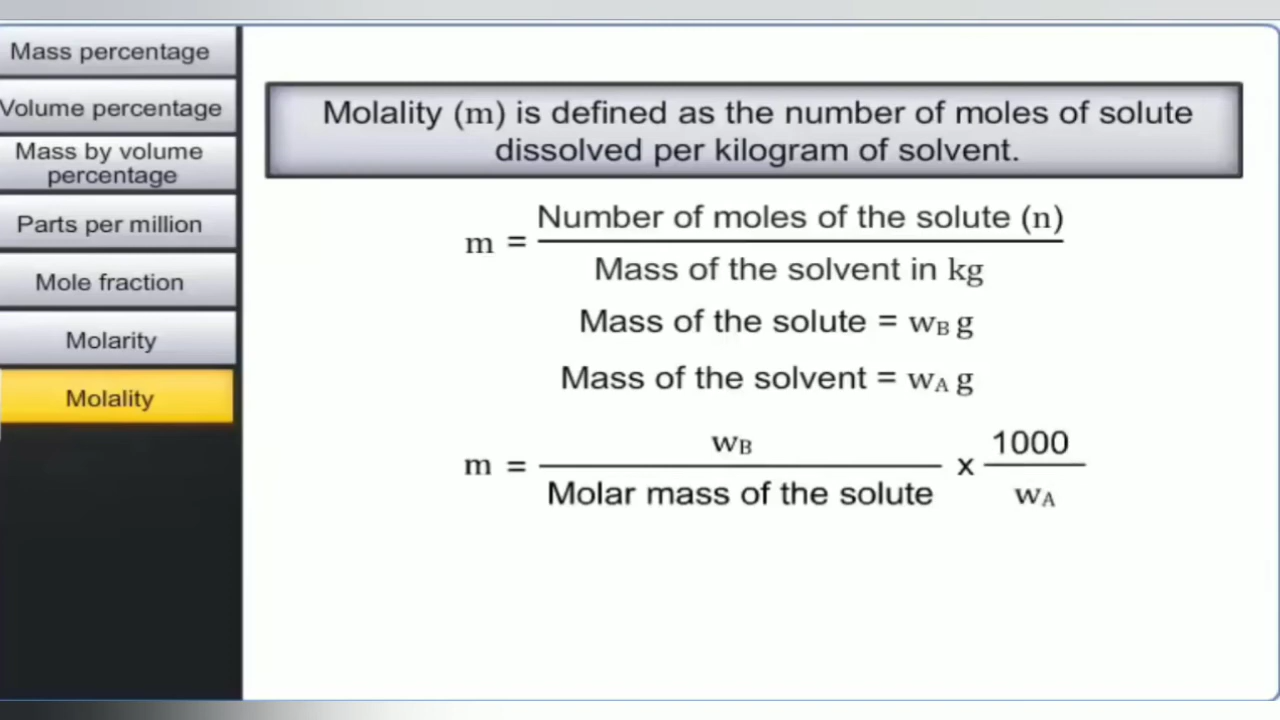 Mass percentage
Volume percentage
Mass by volume
percentage
Parts per million
Mole fraction
Molarity
Molality
Molality (m) is defined as the number of moles of solute
dissolved per kilogram of solvent.
Number of moles of the solute (n)
m =
Mass of the solvent in kg
Mass of the solute = wB g
Mass of the solvent = wA g
wB 1000
m = x
Molar mass of the solute wA